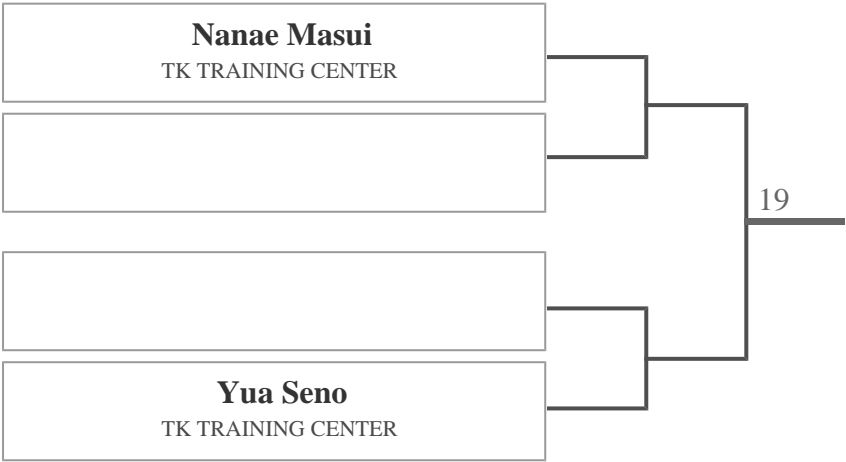 Nanae Masui
TK TRAINING CENTER
19
Yua Seno
TK TRAINING CENTER